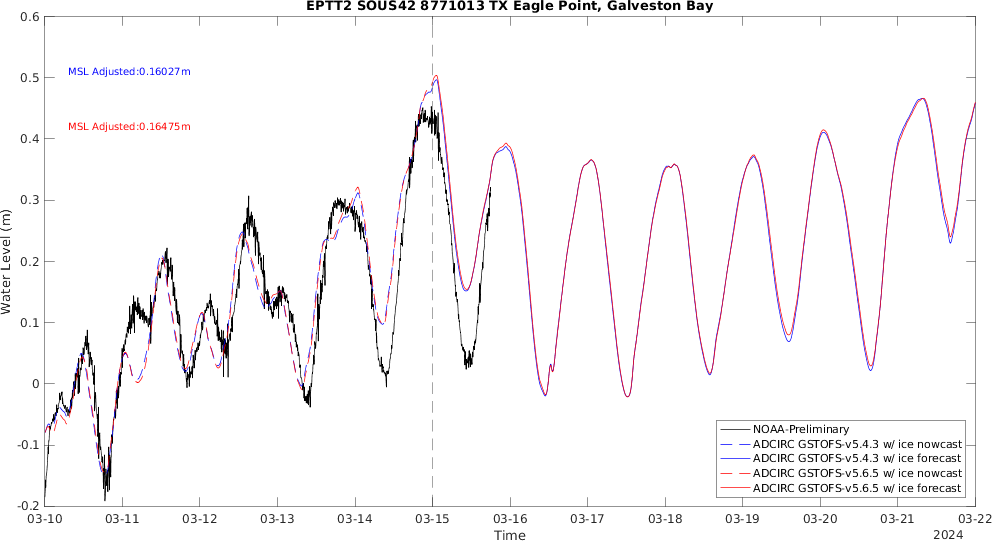 EPTT2 SOUS42 8771013 TX Eagle Point, Galveston Bay
0.6
0.5
0.4
0.3
0.2
0.1
0
-0.1
-0.2
Water Level (m)
MSL Adjusted:0.16027m
MSL Adjusted:0.16475m
NOAA-Preliminary
ADCIRC GSTOFS-v5.4.3 w/ ice nowcast
ADCIRC GSTOFS-v5.4.3 w/ ice forecast
ADCIRC GSTOFS-v5.6.5 w/ ice nowcast
ADCIRC GSTOFS-v5.6.5 w/ ice forecast
03-10 03-11 03-12 03-13 03-14 03-15 03-16 03-17 03-18 03-19 03-20 03-21 03-22
Time
2024